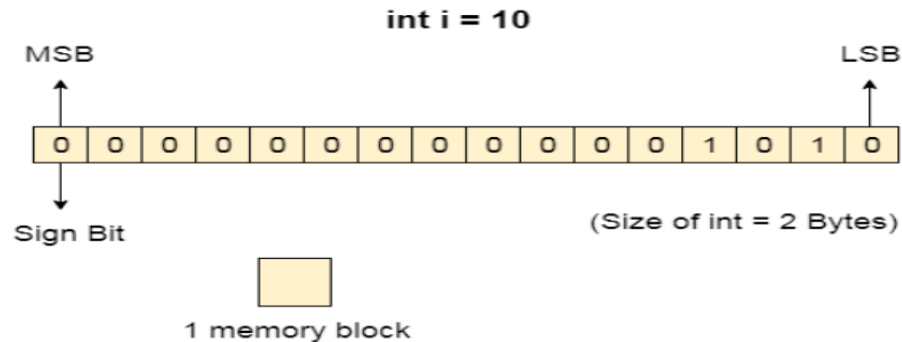 int i = 10
MSB LSB
0 0 0 0 0 0 0 0 0 0 0 0 1 0 1 0
Sign Bit
(Size of int = 2 Bytes)
1 memory block